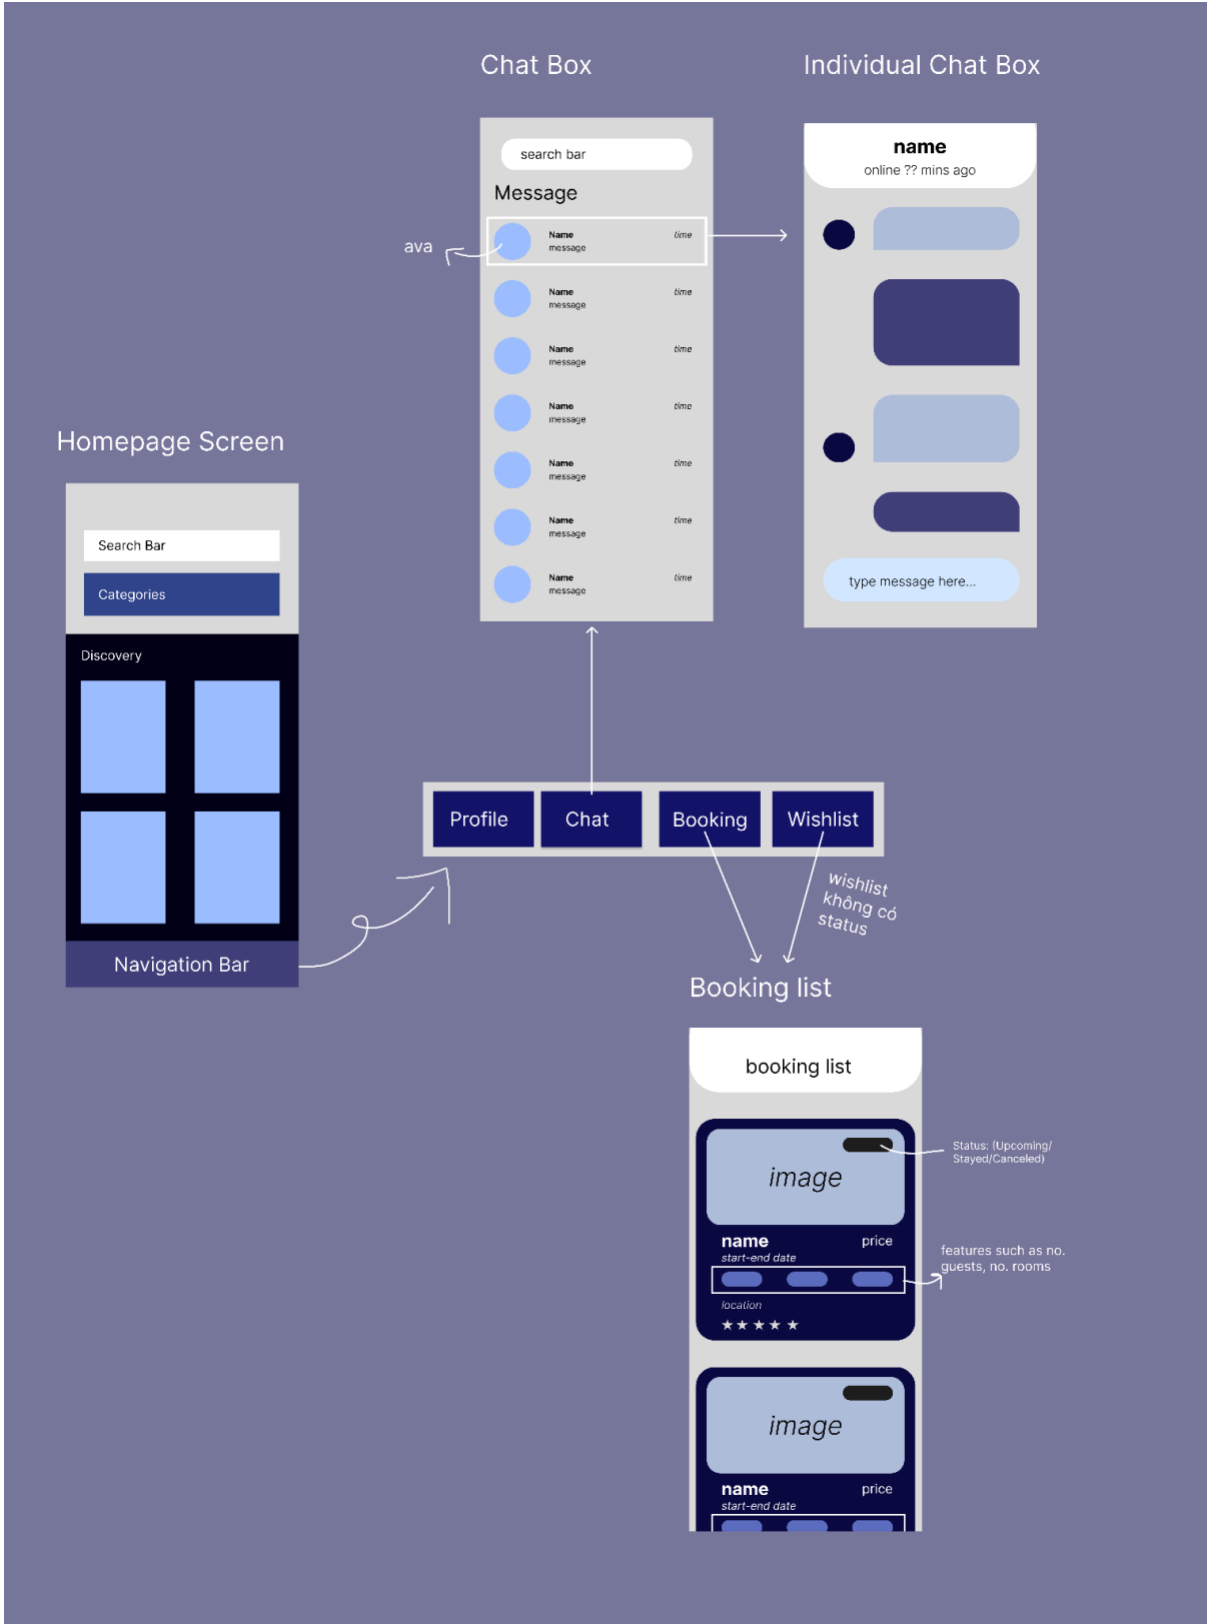 Chat Box
Individual Chat Box
search bar
Message
Name
message
time
Name
message
time
Name
message
time
Name
message
time
Name
message
time
Name
message
time
Name
message
time
ava
name
online ?? mins ago
type message here...
Homepage Screen
Search Bar
Categories
Discovery
Navigation Bar
Profile
Chat
Booking
Wishlist
wishlist
không có
status
Booking list
booking list
image
name
price
start-end date
location
★ ★ ★ ★ ★
Status: (Upcoming/
Stayed/Canceled)
features such as no.
guests, no. rooms
image
name
price
start-end date